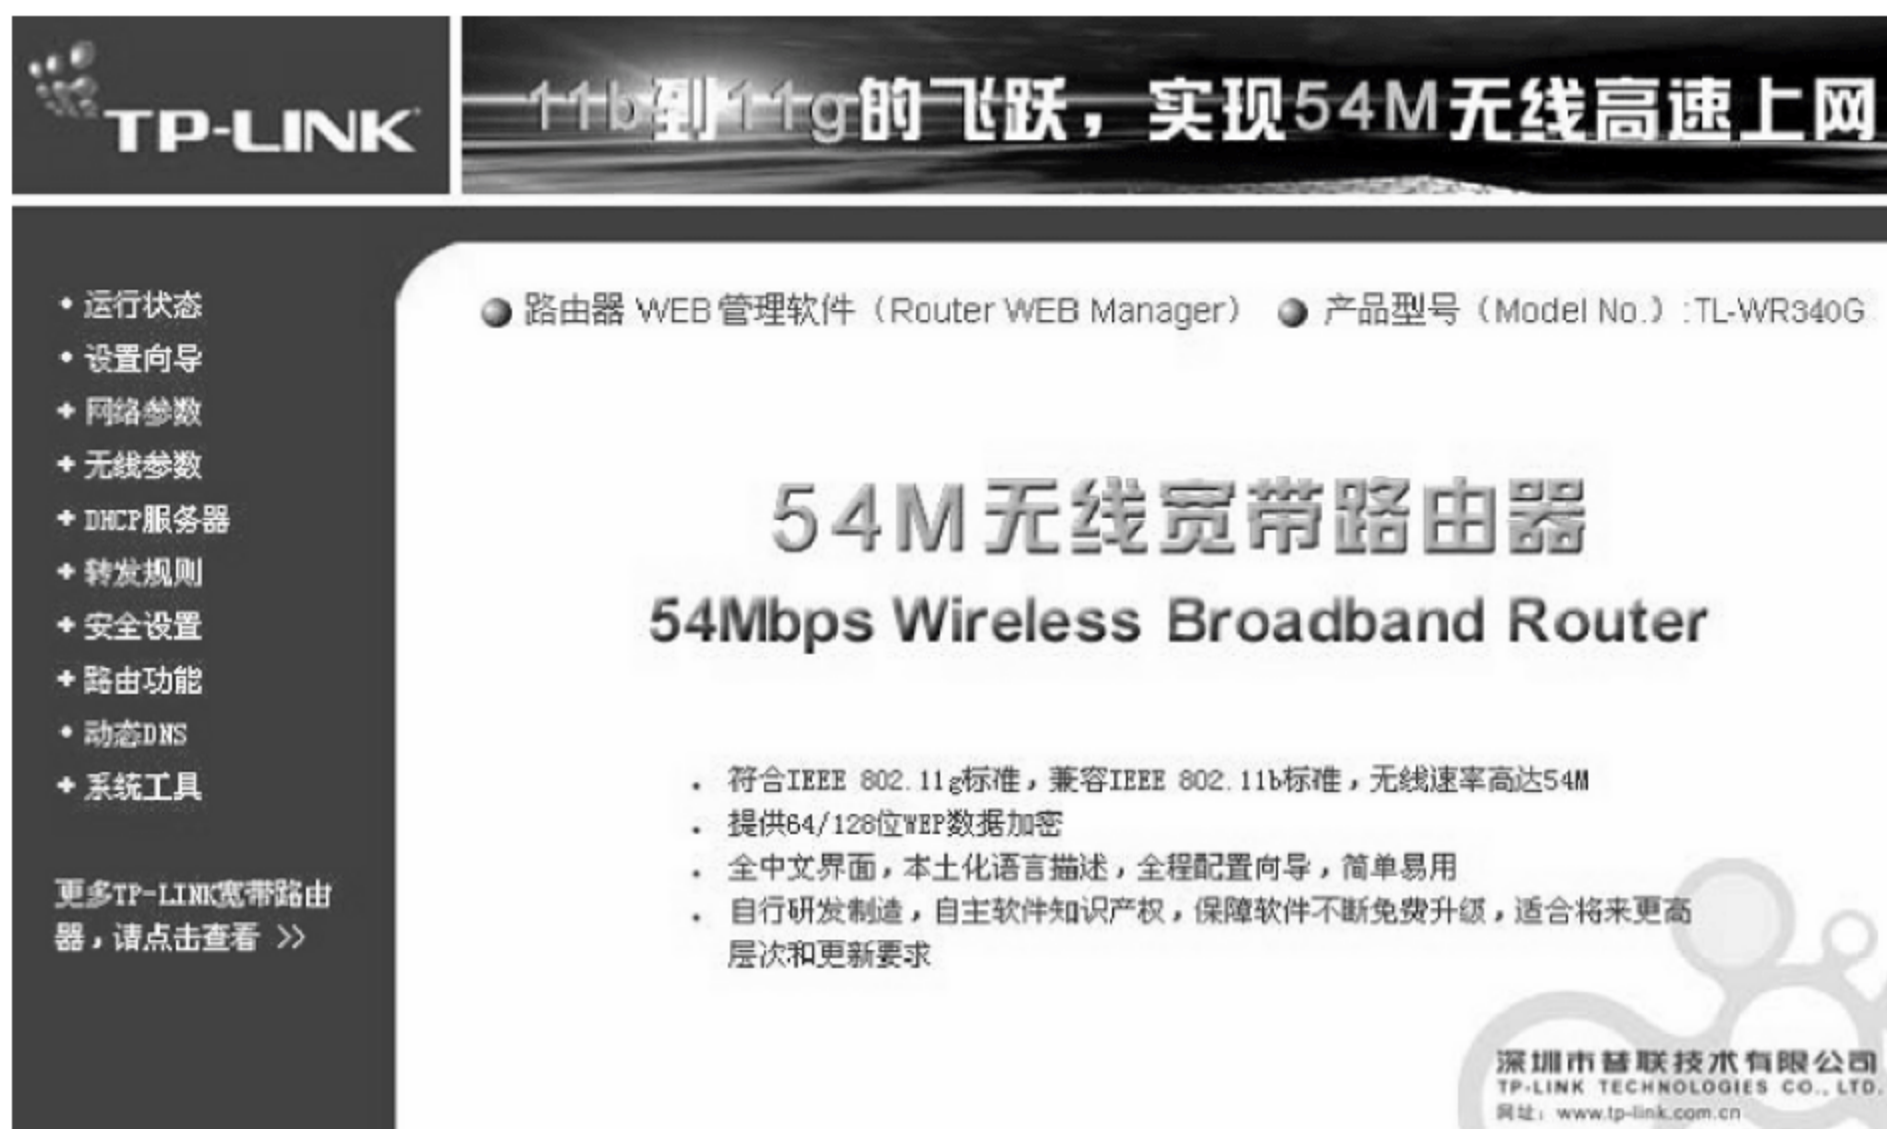 TP-LINK
11b到11g的飞跃，实现54M无线高速上网
• 运行状态
• 设置向导
+ 网络参数
+ 无线参数
+ DHCP服务器
+ 转发规则
+ 安全设置
+ 路由功能
• 动态DNS
+ 系统工具
更多TP-LINK宽带路由
器，请点击查看 >>
路由器 WEB 管理软件（Router WEB Manager） 产品型号（Model No.）:TL-WR340G
54M无线宽带路由器
54Mbps Wireless Broadband Router
. 符合IEEE 802.11g标准，兼容IEEE 802.11b标准，无线速率高达54M
. 提供64/128位WEP数据加密
. 全中文界面，本土化语言描述，全程配置向导，简单易用
. 自行研发制造，自主软件知识产权，保障软件不断免费升级，适合将来更高
层次和更新要求
深圳市普联技术有限公司
TP-LINK TECHNOLOGIES CO., LTD.
网址：www.tp-link.com.cn